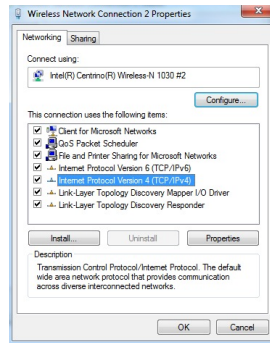 Wireless Network Connection 2 Properties
Networking Sharing
Connect using:
Intel(R) Centrino(R) Wireless-N 1030 #2
Configure...
This connection uses the following items:
Client for Microsoft Networks
QoS Packet Scheduler
File and Printer Sharing for Microsoft Networks
Internet Protocol Version 6 (TCP/IPv6)
Internet Protocol Version 4 (TCP/IPv4)
Link-Layer Topology Discovery Mapper I/O Driver
Link-Layer Topology Discovery Responder
Install... Uninstall Properties
Description
Transmission Control Protocol/Internet Protocol. The default
wide area network protocol that provides communication
across diverse interconnected networks.
OK Cancel